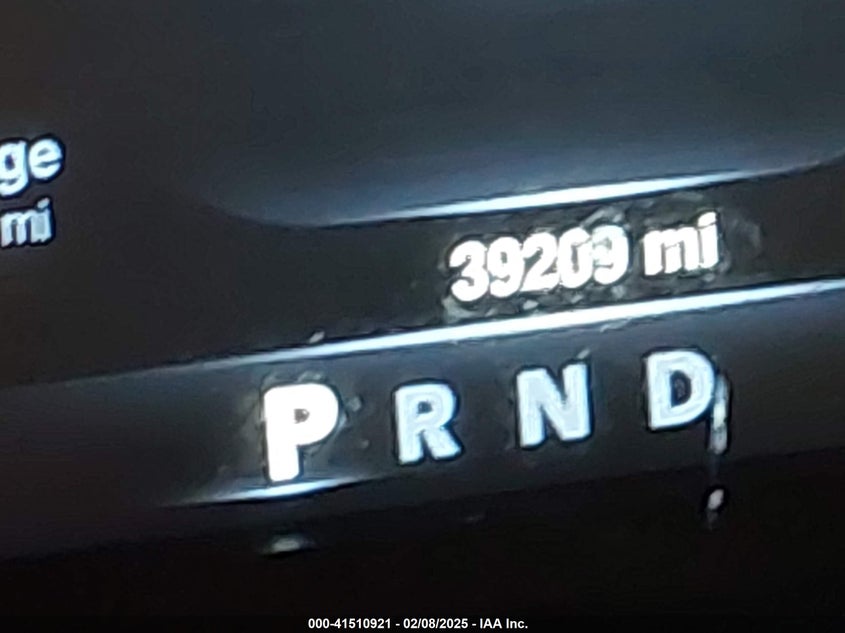 ge
mi
39209 mi
P R N D
000-41510921 - 02/08/2025 - IAA Inc.